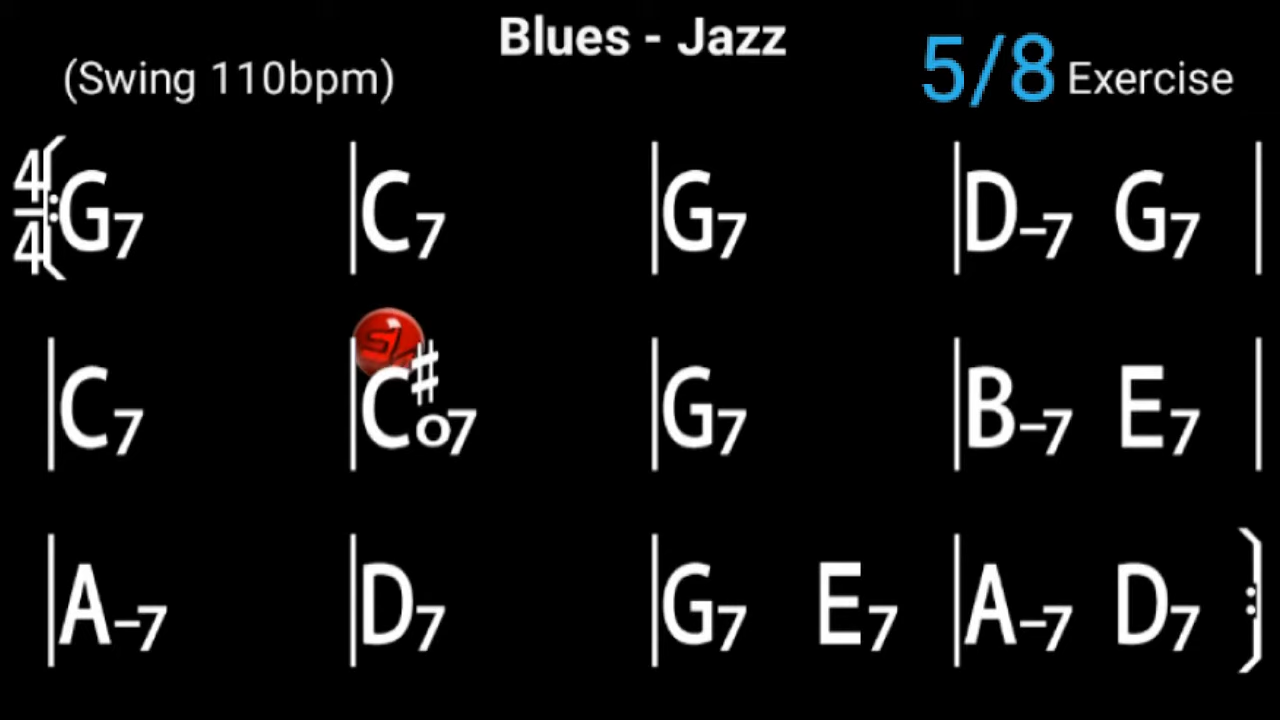 Blues - Jazz
(Swing 110bpm) 5/8 Exercise
4/4 G7 C7 G7 D-7 G7
C7 C♯o7 G7 B-7 E7
A-7 D7 G7 E7 A-7 D7